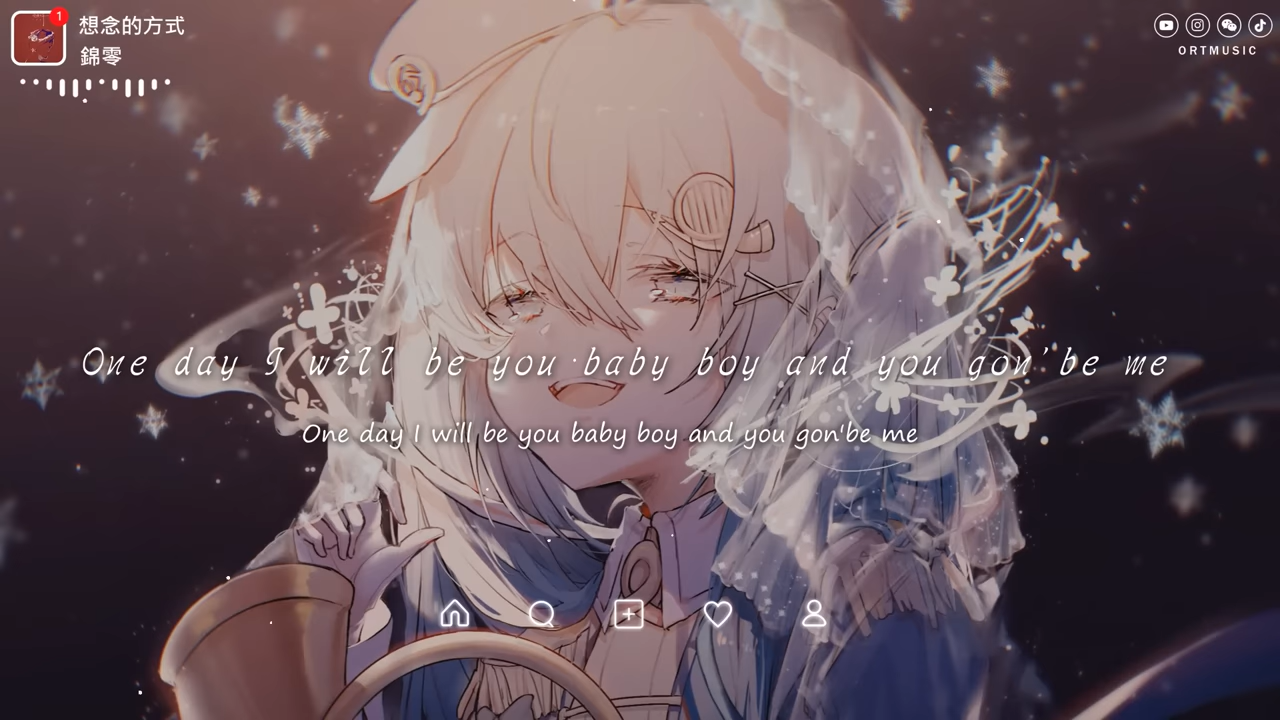 1
想念的方式
錦零
ORTMUSIC
One day I will be you baby boy and you gon'be me
One day I will be you baby boy and you gon'be me